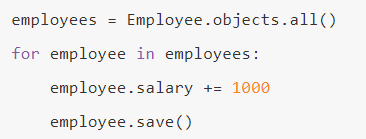 employees = Employee.objects.all()
for employee in employees:
    employee.salary += 1000
    employee.save()